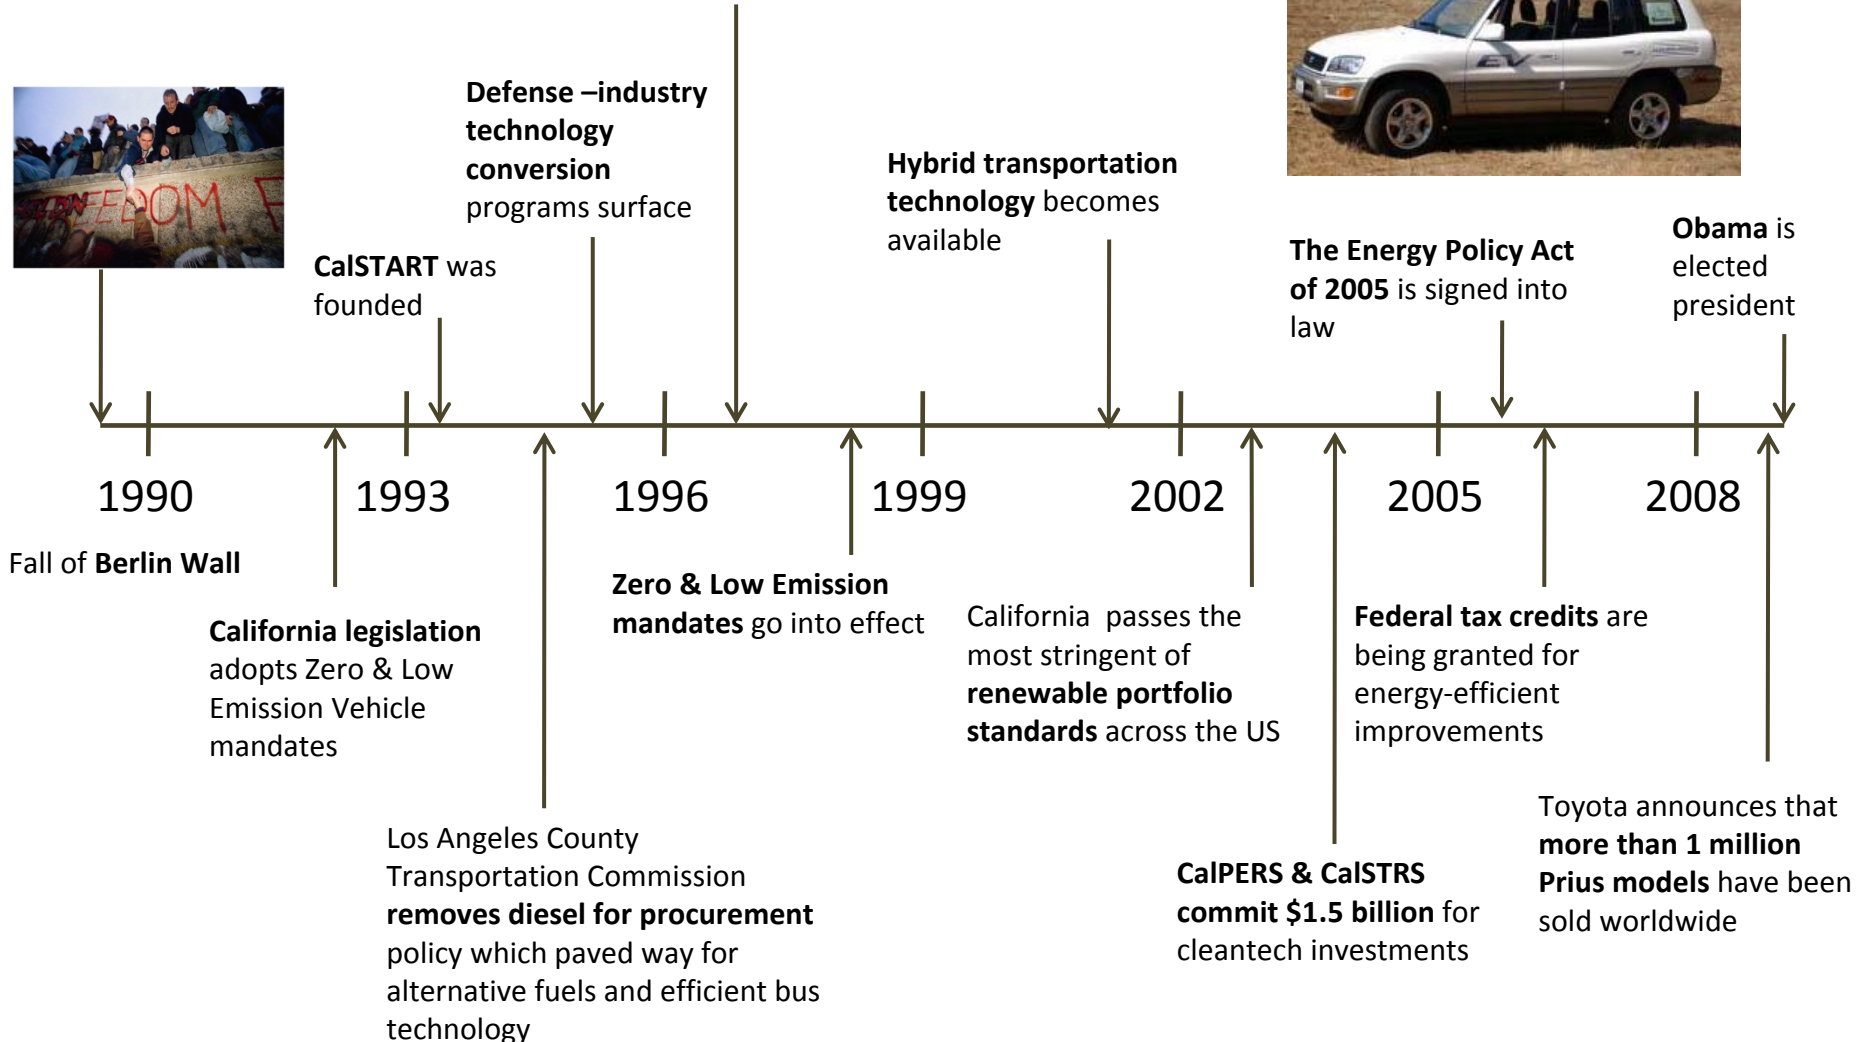 Defense –industry
technology
conversion
programs surface
Hybrid transportation
technology becomes
available
CalSTART was
founded
The Energy Policy Act
of 2005 is signed into
law
Obama is
elected
president
FREEDOM
EV
1990
1993
1996
1999
2002
2005
2008
Fall of Berlin Wall
California legislation
adopts Zero & Low
Emission Vehicle
mandates
Los Angeles County
Transportation Commission
removes diesel for procurement
policy which paved way for
alternative fuels and efficient bus
technology
Zero & Low Emission
mandates go into effect
California  passes the
most stringent of
renewable portfolio
standards across the US
CalPERS & CalSTRS
commit $1.5 billion for
cleantech investments
Federal tax credits are
being granted for
energy-efficient
improvements
Toyota announces that
more than 1 million
Prius models have been
sold worldwide